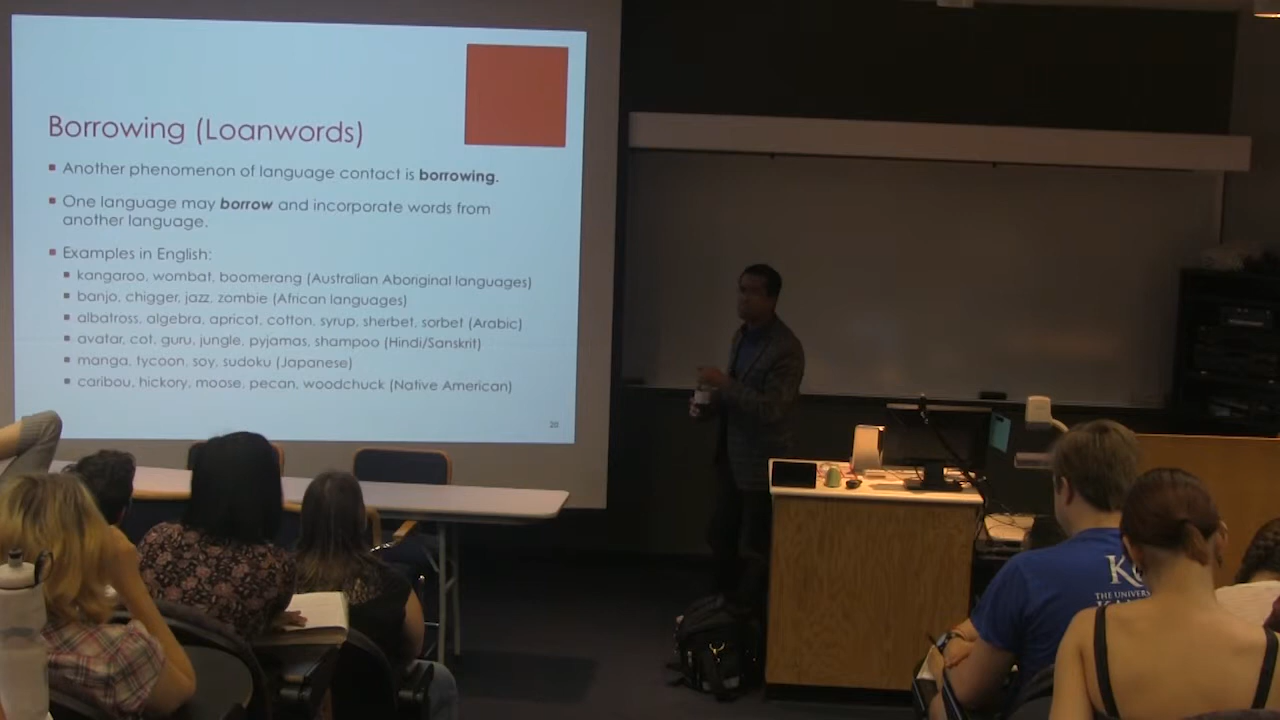 Borrowing (Loanwords)
Another phenomenon of language contact is borrowing.
One language may borrow and incorporate words from
another language.
Examples in English:
kangaroo, wombat, boomerang (Australian Aboriginal languages)
banjo, chigger, jazz, zombie (African languages)
albatross, algebra, apricot, cotton, syrup, sherbet, sorbet (Arabic)
avatar, cot, guru, jungle, pyjamas, shampoo (Hindi/Sanskrit)
manga, tycoon, soy, sudoku (Japanese)
caribou, hickory, moose, pecan, woodchuck (Native American)
20
THE